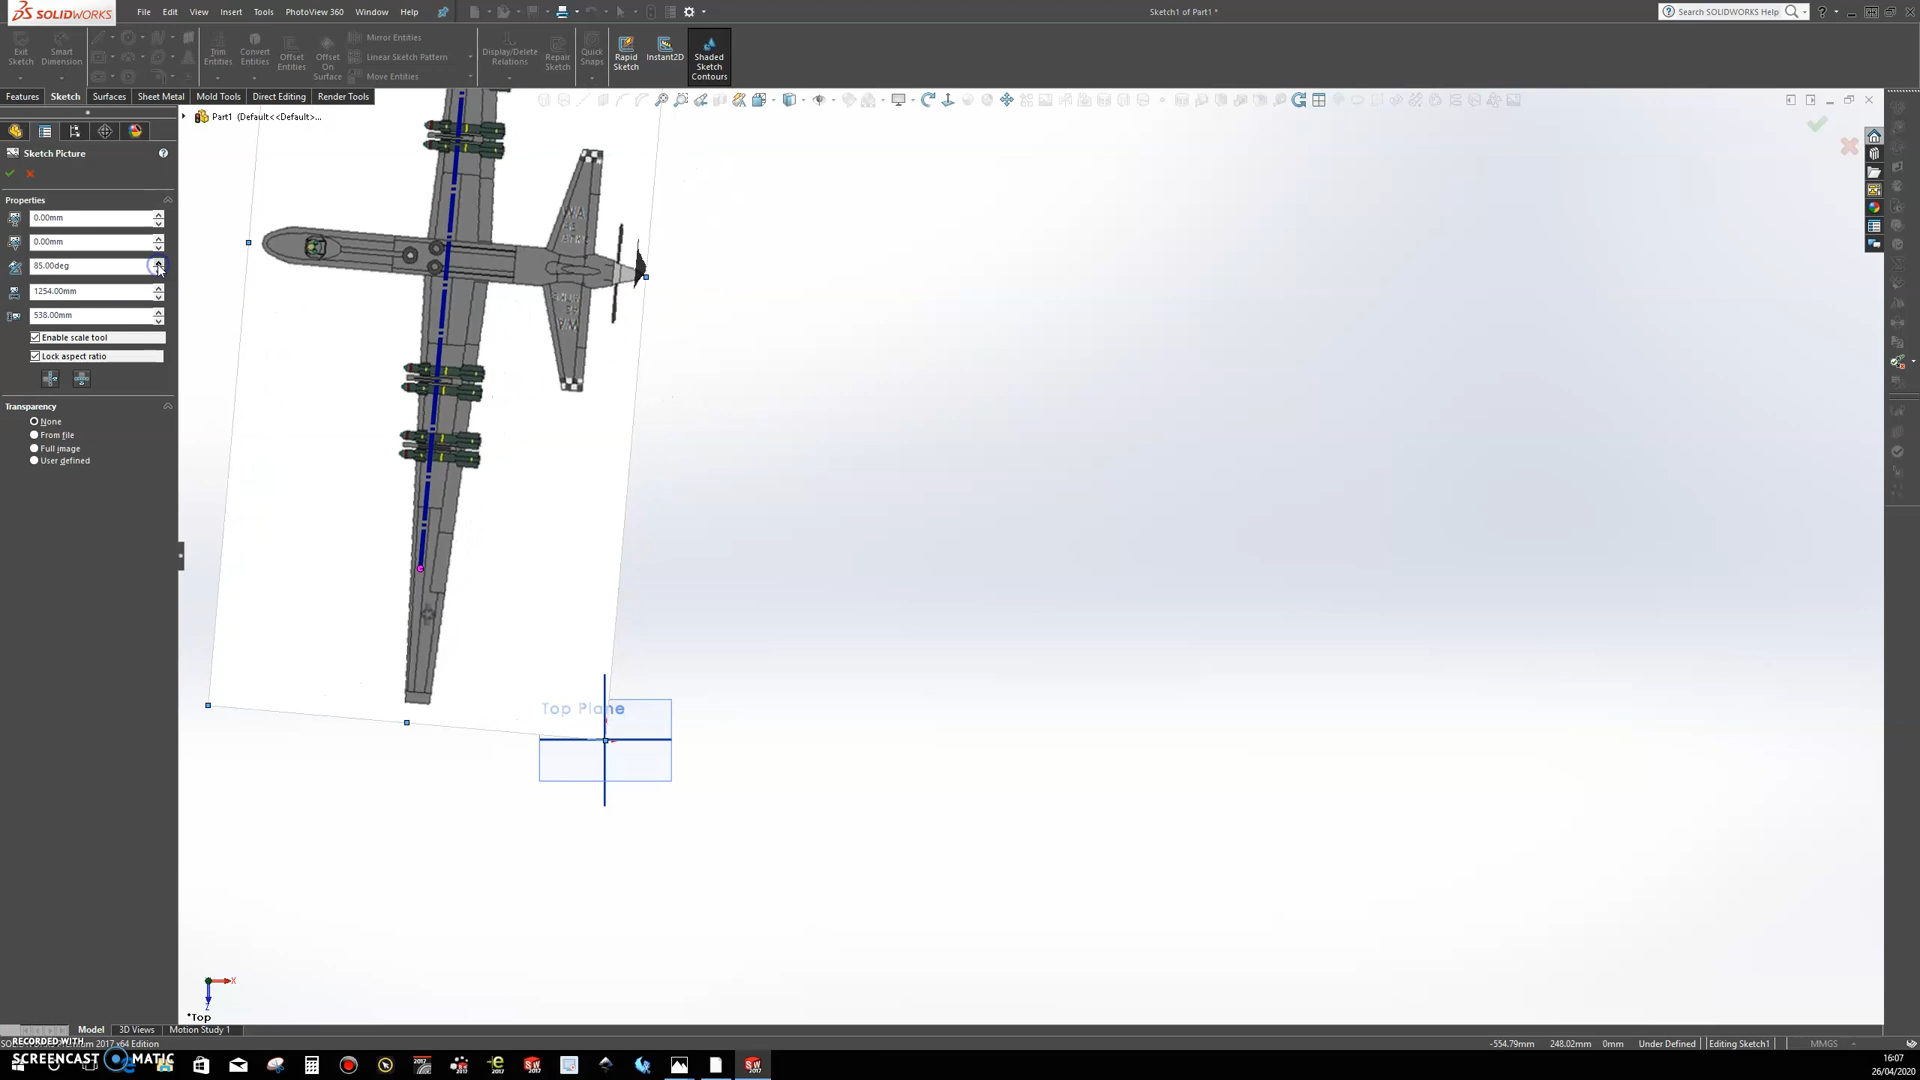 SOLIDWORKS
File Edit View Insert Tools PhotoView 360 Window Help
Sketch1 of Part1 *
Search SOLIDWORKS Help
Exit Sketch
Smart Dimension
Trim Entities
Convert Entities
Offset Entities
Offset On Surface
Mirror Entities
Linear Sketch Pattern
Move Entities
Display/Delete Relations
Repair Sketch
Quick Snaps
Rapid Sketch
Instant2D
Shaded Sketch Contours
Features Sketch Surfaces Sheet Metal Mold Tools Direct Editing Render Tools
Part1 (Default<<Default>...
Sketch Picture
Properties
0.00mm
0.00mm
85.00deg
1254.00mm
538.00mm
Enable scale tool
Lock aspect ratio
Transparency
None
From file
Full image
User defined
Top Plane
X
Z
*Top
Model 3D Views Motion Study 1
SOLIDWORKS Premium 2017 x64 Edition
-554.79mm 248.02mm 0mm Under Defined Editing Sketch1 MMGS
RECORDED WITH
SCREENCAST MATIC
16:07
26/04/2020